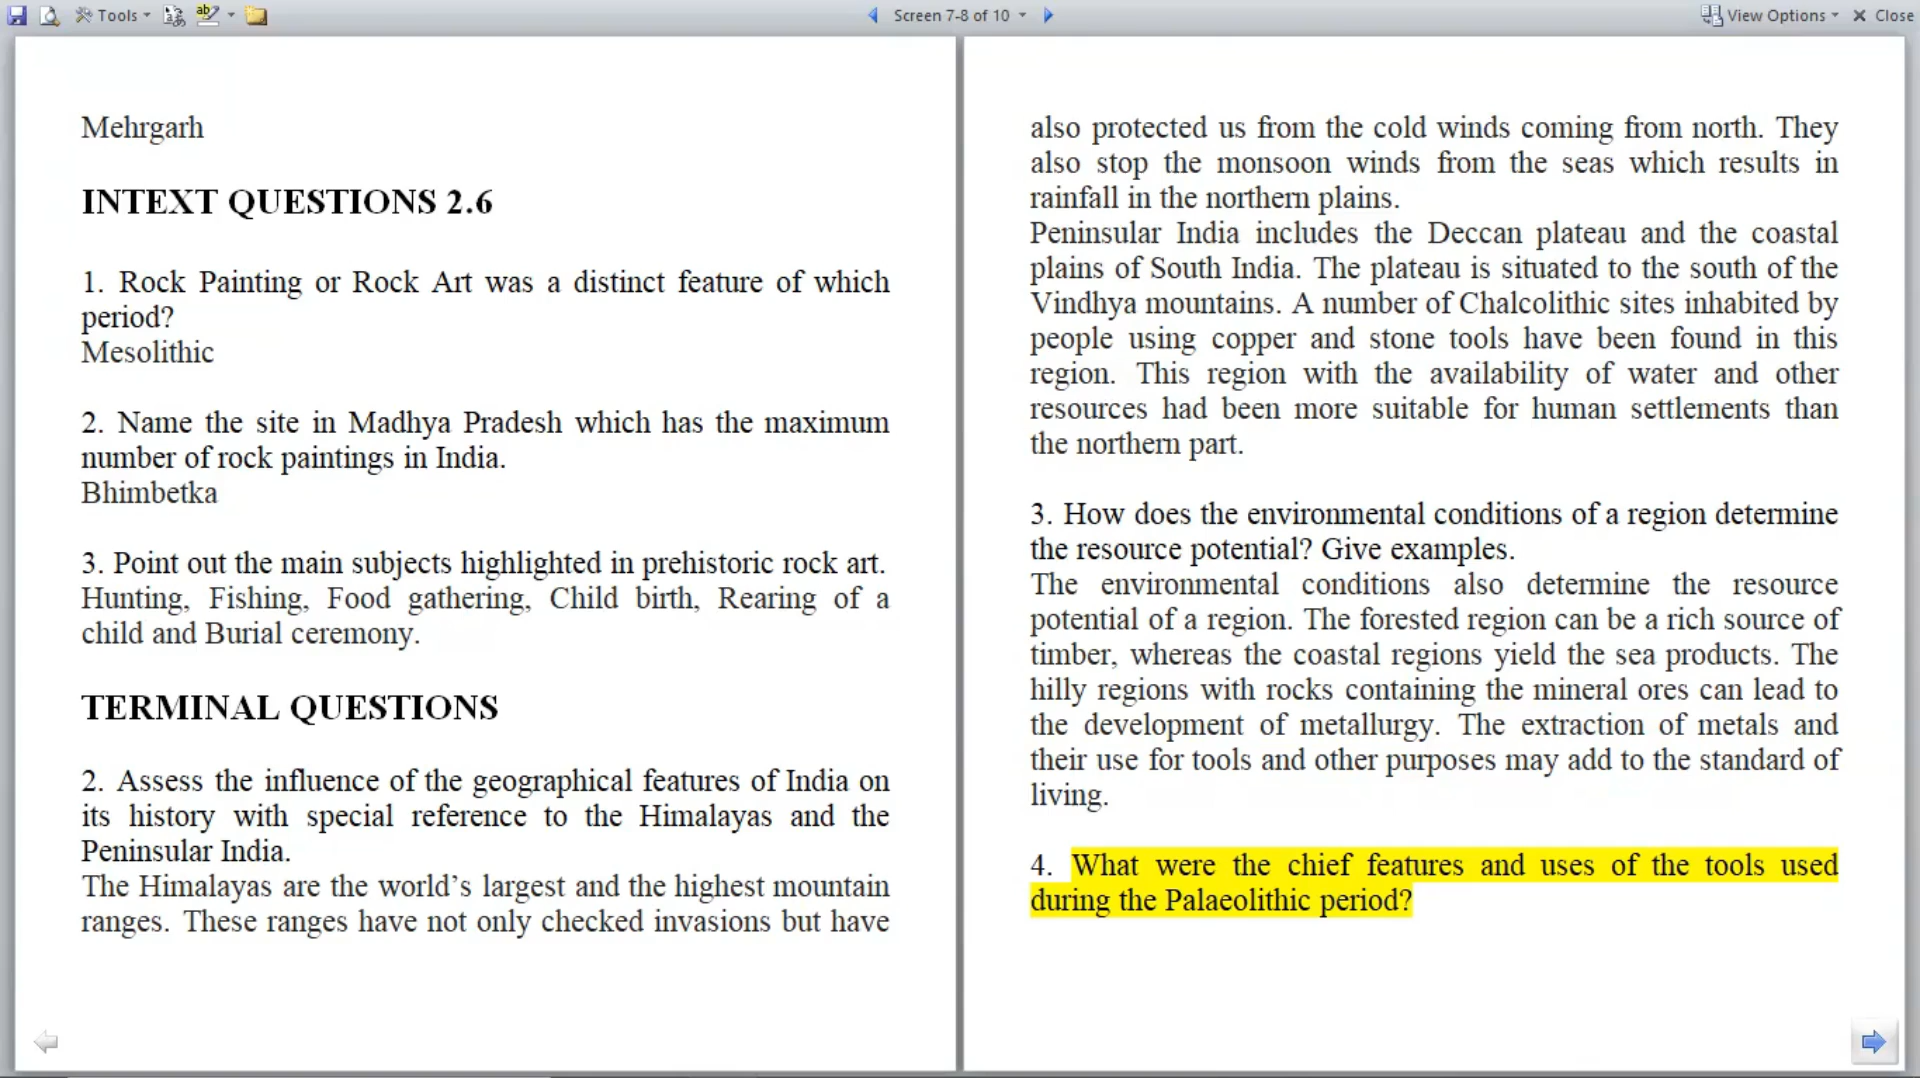 Tools
Screen 7-8 of 10
View Options
Close
Mehrgarh
INTEXT QUESTIONS 2.6
1. Rock Painting or Rock Art was a distinct feature of which
period?
Mesolithic
2. Name the site in Madhya Pradesh which has the maximum
number of rock paintings in India.
Bhimbetka
3. Point out the main subjects highlighted in prehistoric rock art.
Hunting, Fishing, Food gathering, Child birth, Rearing of a
child and Burial ceremony.
TERMINAL QUESTIONS
2. Assess the influence of the geographical features of India on
its history with special reference to the Himalayas and the
Peninsular India.
The Himalayas are the world’s largest and the highest mountain
ranges. These ranges have not only checked invasions but have
also protected us from the cold winds coming from north. They
also stop the monsoon winds from the seas which results in
rainfall in the northern plains.
Peninsular India includes the Deccan plateau and the coastal
plains of South India. The plateau is situated to the south of the
Vindhya mountains. A number of Chalcolithic sites inhabited by
people using copper and stone tools have been found in this
region. This region with the availability of water and other
resources had been more suitable for human settlements than
the northern part.
3. How does the environmental conditions of a region determine
the resource potential? Give examples.
The environmental conditions also determine the resource
potential of a region. The forested region can be a rich source of
timber, whereas the coastal regions yield the sea products. The
hilly regions with rocks containing the mineral ores can lead to
the development of metallurgy. The extraction of metals and
their use for tools and other purposes may add to the standard of
living.
4. What were the chief features and uses of the tools used
during the Palaeolithic period?